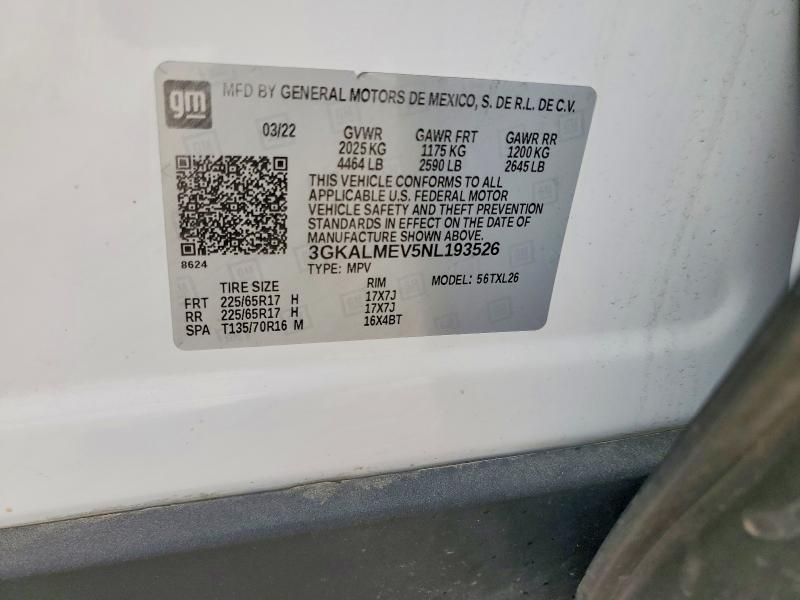 gm MFD BY GENERAL MOTORS DE MEXICO, S. DE R.L. DE C.V.
03/22 GVWR GAWR FRT GAWR RR
2025 KG 1175 KG 1200 KG
4464 LB 2590 LB 2645 LB
THIS VEHICLE CONFORMS TO ALL
APPLICABLE U.S. FEDERAL MOTOR
VEHICLE SAFETY AND THEFT PREVENTION
STANDARDS IN EFFECT ON THE DATE OF
MANUFACTURE SHOWN ABOVE.
8624 3GKALMEV5NL193526
TYPE: MPV MODEL: 56TXL26
TIRE SIZE RIM
FRT 225/65R17 H 17X7J
RR 225/65R17 H 17X7J
SPA T135/70R16 M 16X4BT